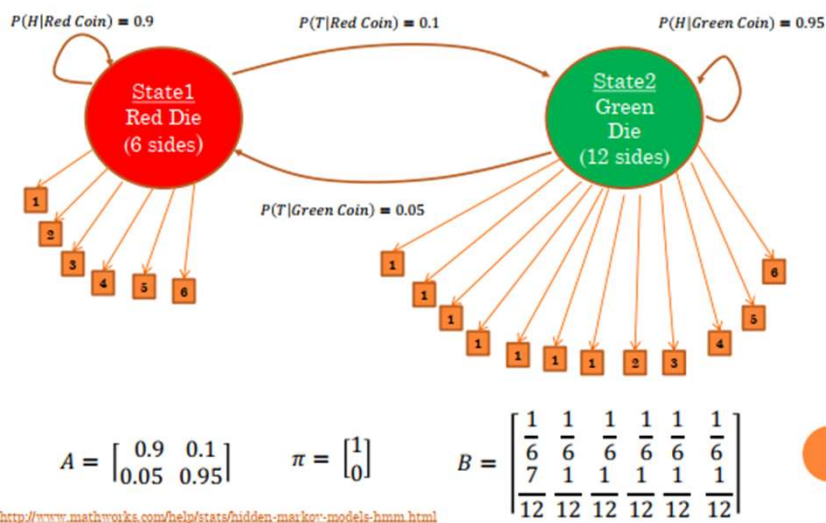 P(H|Red Coin) = 0.9 P(T|Red Coin) = 0.1 P(H|Green Coin) = 0.95
State1
Red Die
(6 sides)
State2
Green
Die
(12 sides)
P(T|Green Coin) = 0.05
1
2
3
4
5
6
1
1
1
1
1
1
1
2
3
4
5
6
A = [0.9 0.1
0.05 0.95]
π = [1
0]
B = [1/6 1/6 1/6 1/6 1/6 1/6
7/12 1/12 1/12 1/12 1/12 1/12]
http://www.mathworks.com/help/stats/hidden-markov-models-hmm.html